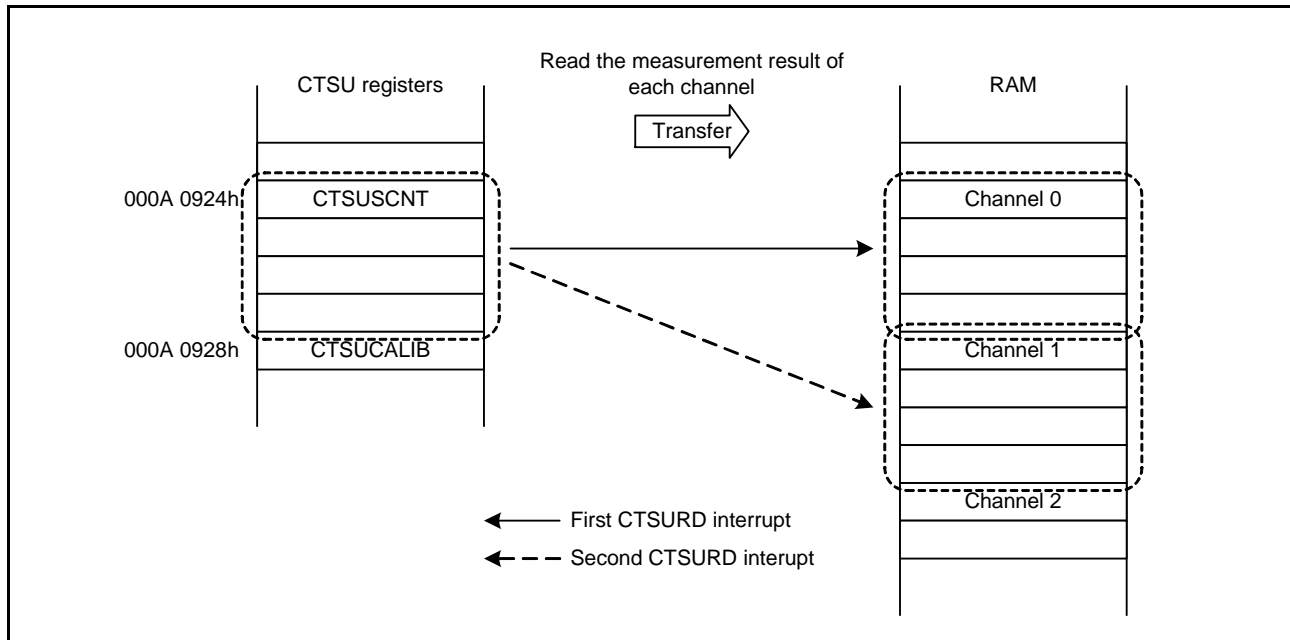 Read the measurement result of
each channel
CTSU registers
RAM
Transfer
000A 0924h
CTSUSCNT
Channel 0
000A 0928h
CTSUCALIB
Channel 1
Channel 2
First CTSURD interrupt
Second CTSURD interupt